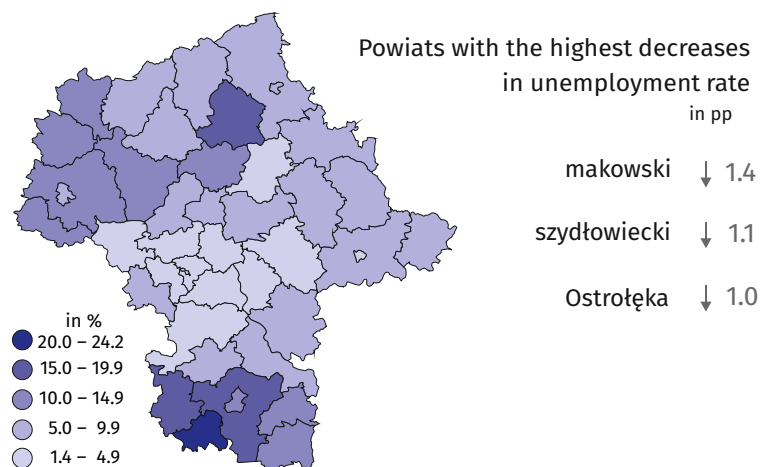 Powiats with the highest decreases
in unemployment rate
in pp
makowski ↓ 1.4
szydłowiecki ↓ 1.1
Ostrołęka ↓ 1.0
in %
20.0 – 24.2
15.0 – 19.9
10.0 – 14.9
5.0 – 9.9
1.4 – 4.9